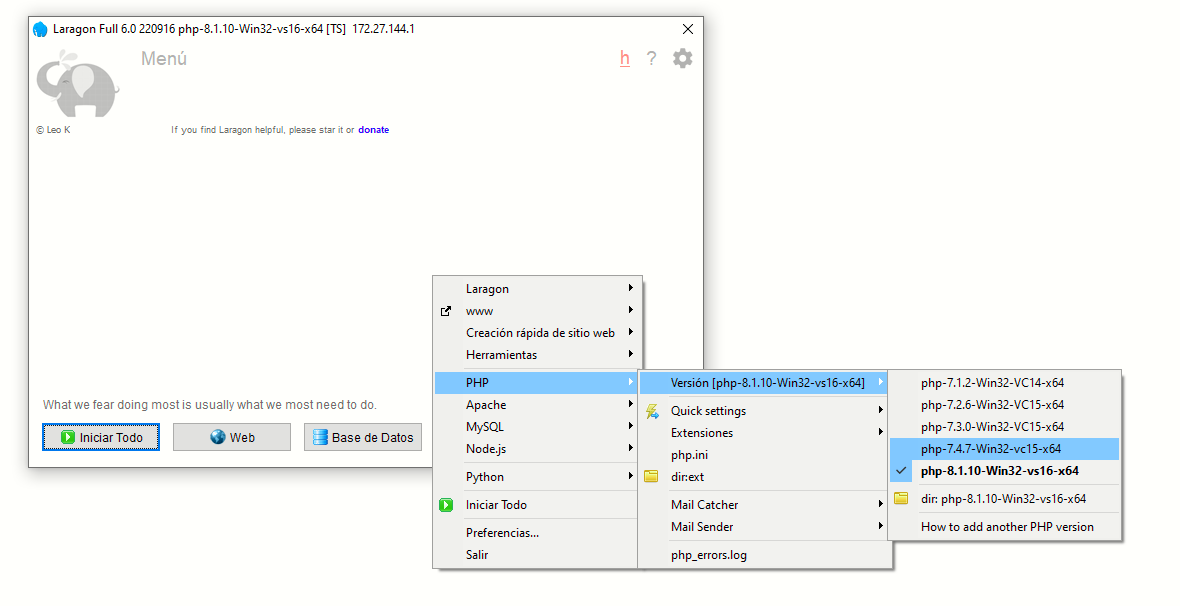 Laragon Full 6.0 220916 php-8.1.10-Win32-vs16-x64 [TS] 172.27.144.1
Menú
h ?
© Leo K
If you find Laragon helpful, please star it or donate
What we fear doing most is usually what we most need to do.
Iniciar Todo
Web
Base de Datos
Laragon
www
Creación rápida de sitio web
Herramientas
PHP
Apache
MySQL
Node.js
Python
Iniciar Todo
Preferencias...
Salir
Versión [php-8.1.10-Win32-vs16-x64]
Quick settings
Extensiones
php.ini
dir:ext
Mail Catcher
Mail Sender
php_errors.log
php-7.1.2-Win32-VC14-x64
php-7.2.6-Win32-VC15-x64
php-7.3.0-Win32-VC15-x64
php-7.4.7-Win32-vc15-x64
php-8.1.10-Win32-vs16-x64
dir: php-8.1.10-Win32-vs16-x64
How to add another PHP version